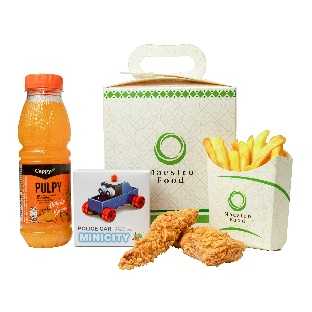 Cappy
PULPY
Maestro
Food
POLICE CAR
MINICITY
Maestro
Food